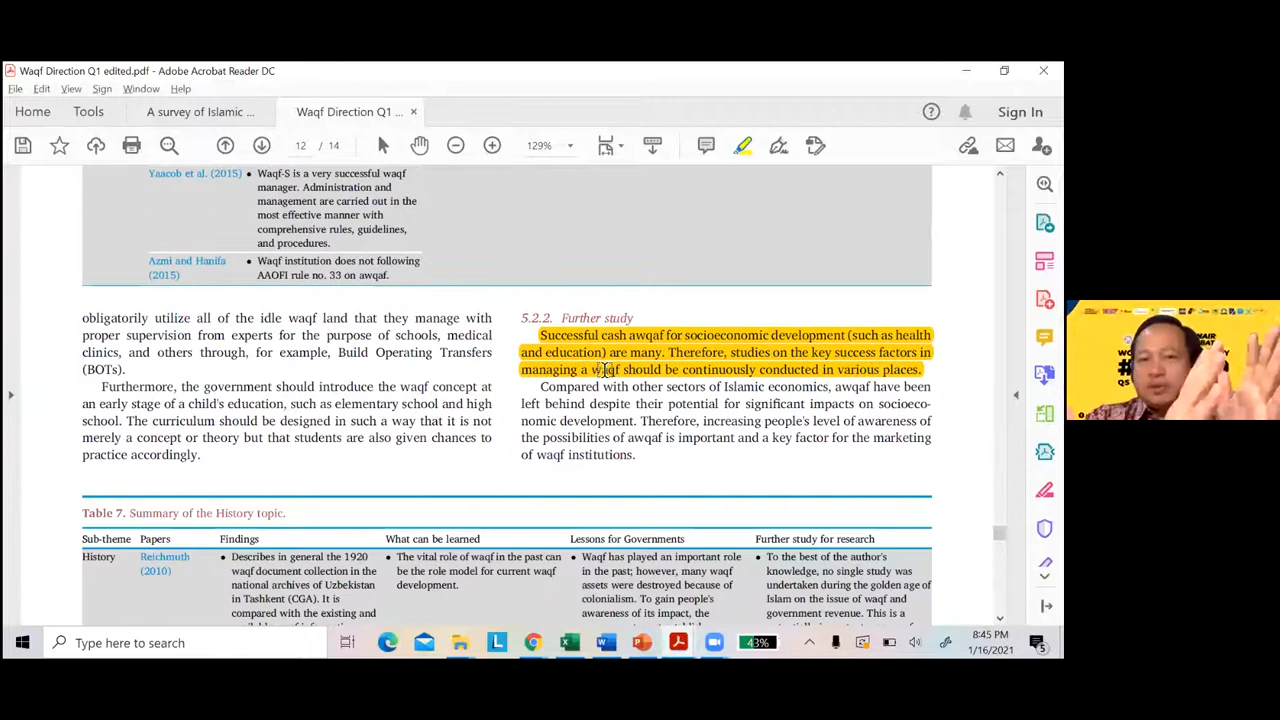 Waqf Direction Q1 edited.pdf - Adobe Acrobat Reader DC
File Edit View Sign Window Help
Home Tools A survey of Islamic ... Waqf Direction Q1 ... × Sign In
12 / 14 129%
Yaacob et al. (2015) • Waqf-S is a very successful waqf
manager. Administration and
management are carried out in the
most effective manner with
comprehensive rules, guidelines,
and procedures.
Azmi and Hanifa • Waqf institution does not following
(2015) AAOFI rule no. 33 on awqaf.
obligatorily utilize all of the idle waqf land that they manage with
proper supervision from experts for the purpose of schools, medical
clinics, and others through, for example, Build Operating Transfers
(BOTs).
Furthermore, the government should introduce the waqf concept at
an early stage of a child's education, such as elementary school and high
school. The curriculum should be designed in such a way that it is not
merely a concept or theory but that students are also given chances to
practice accordingly.
5.2.2. Further study
Successful cash awqaf for socioeconomic development (such as health
and education) are many. Therefore, studies on the key success factors in
managing a waqf should be continuously conducted in various places.
Compared with other sectors of Islamic economics, awqaf have been
left behind despite their potential for significant impacts on socioeco-
nomic development. Therefore, increasing people's level of awareness of
the possibilities of awqaf is important and a key factor for the marketing
of waqf institutions.
Table 7. Summary of the History topic.
Sub-theme Papers Findings What can be learned Lessons for Governments Further study for research
History Reichmuth • Describes in general the 1920 • The vital role of waqf in the past can • Waqf has played an important role • To the best of the author's
(2010) waqf document collection in the be the role model for current waqf in the past; however, many waqf knowledge, no single study was
national archives of Uzbekistan development. assets were destroyed because of undertaken during the golden age of
in Tashkent (CGA). It is colonialism. To gain people's Islam on the issue of waqf and
compared with the existing and awareness of its impact, the government revenue. This is a
Type here to search
43%
8:45 PM
1/16/2021
5